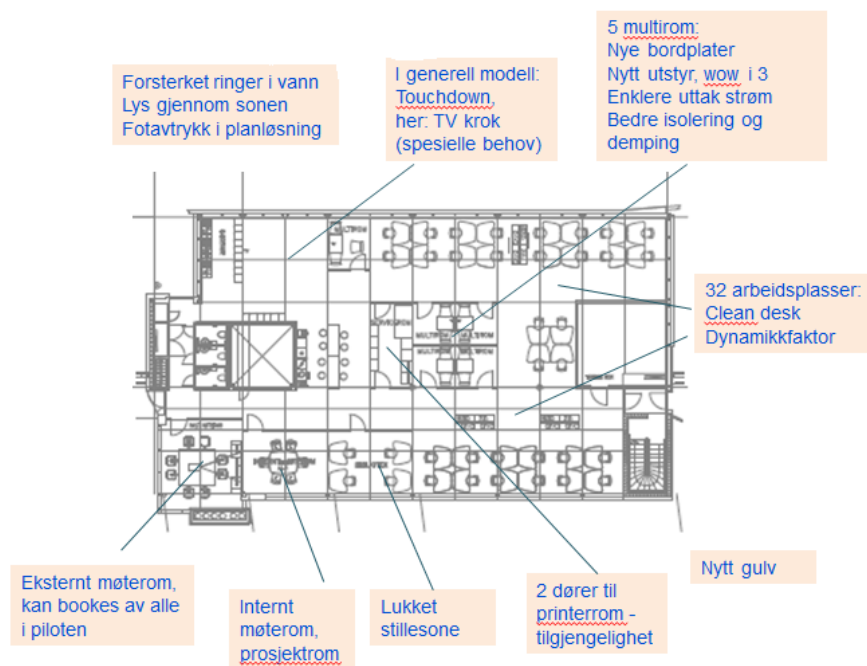 5 multirom:
Nye bordplater
Nytt utstyr, wow i 3
Enklere uttak strøm
Bedre isolering og
demping
I generell modell:
Touchdown,
her: TV krok
(spesielle behov)
Forsterket ringer i vann
Lys gjennom sonen
Fotavtrykk i planløsning
32 arbeidsplasser:
Clean desk
Dynamikkfaktor
Eksternt møterom,
kan bookes av alle
i piloten
Internt
møterom,
prosjektrom
Lukket
stillesone
2 dører til
printerrom -
tilgjengelighet
Nytt gulv